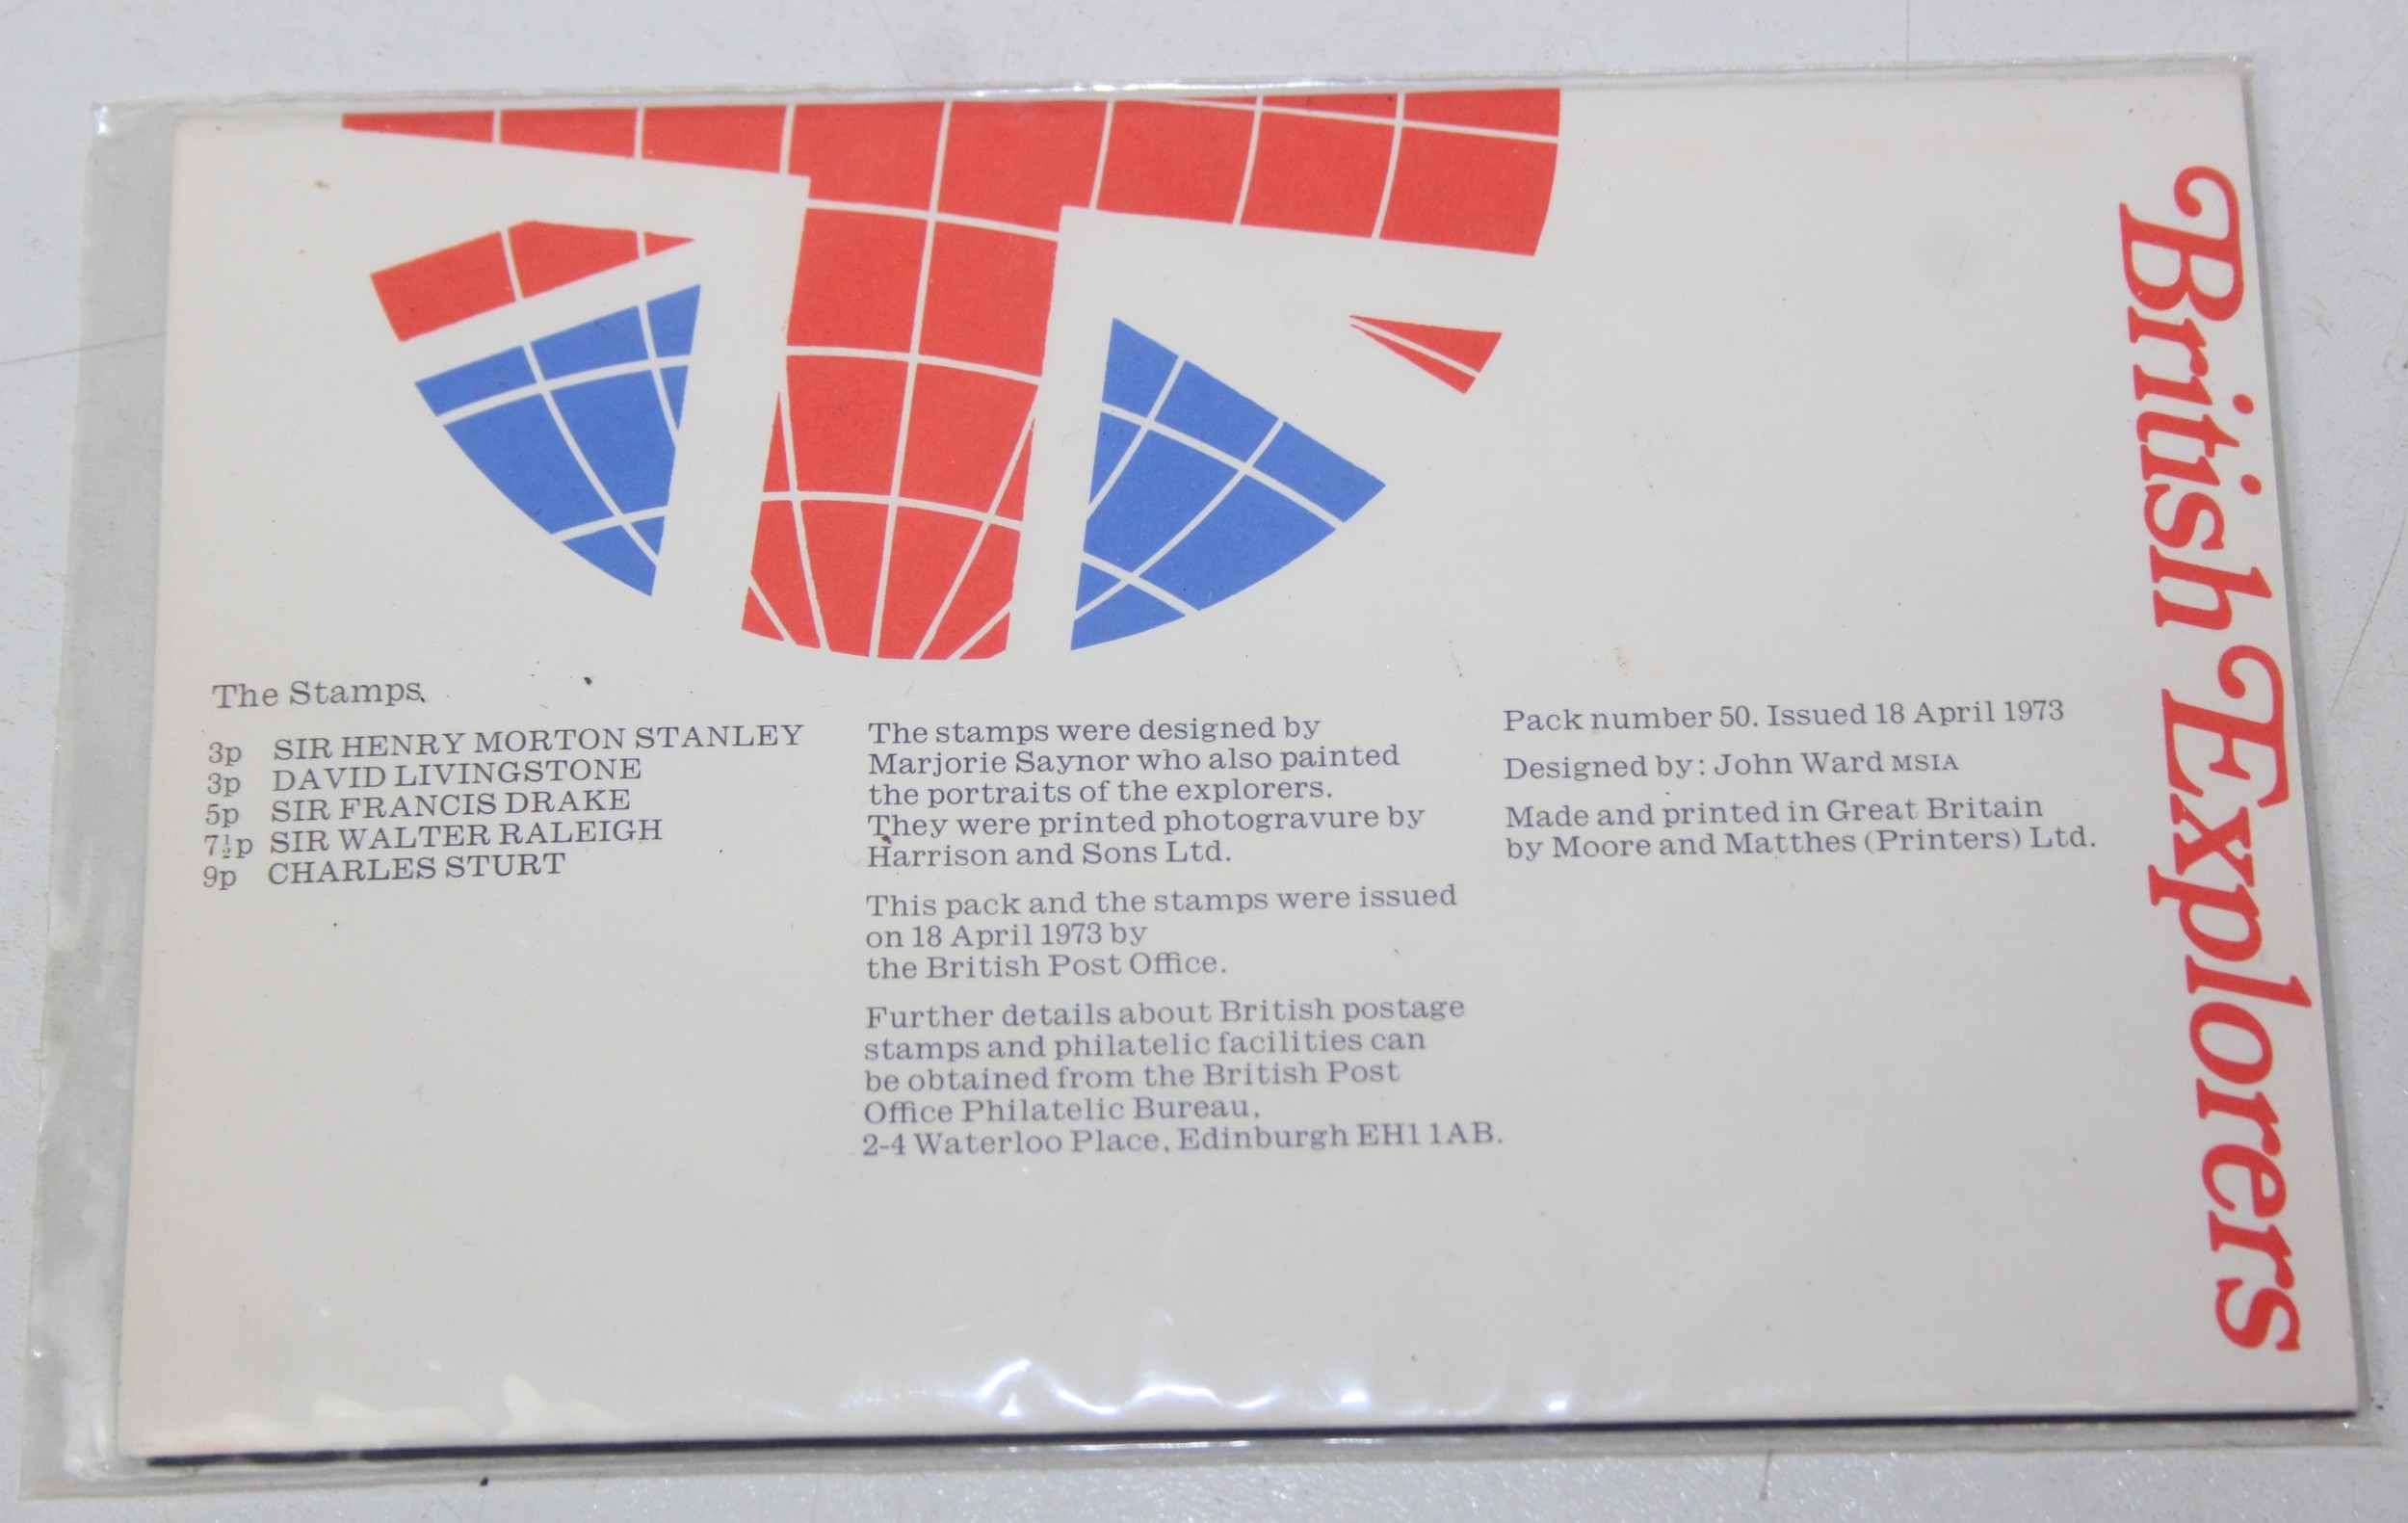 The Stamps
3p SIR HENRY MORTON STANLEY
3p DAVID LIVINGSTONE
5p SIR FRANCIS DRAKE
7½p SIR WALTER RALEIGH
9p CHARLES STURT
The stamps were designed by
Marjorie Saynor who also painted
the portraits of the explorers.
They were printed photogravure by
Harrison and Sons Ltd.
This pack and the stamps were issued
on 18 April 1973 by
the British Post Office.
Further details about British postage
stamps and philatelic facilities can
be obtained from the British Post
Office Philatelic Bureau,
2-4 Waterloo Place, Edinburgh EH1 1AB.
Pack number 50. Issued 18 April 1973
Designed by: John Ward MSIA
Made and printed in Great Britain
by Moore and Matthes (Printers) Ltd.
British Explorers